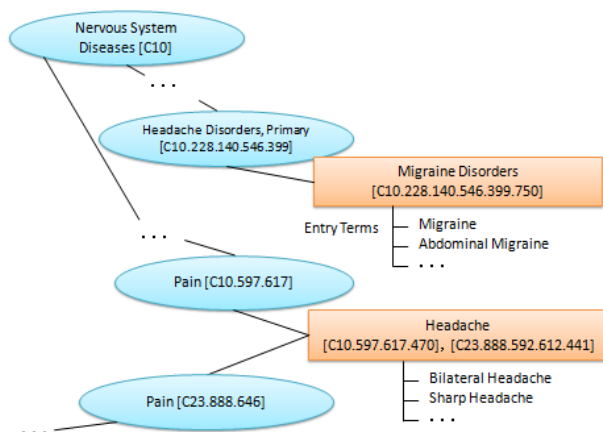 Nervous System
Diseases [C10]
...
Headache Disorders, Primary
[C10.228.140.546.399]
Migraine Disorders
[C10.228.140.546.399.750]
Entry Terms
Migraine
Abdominal Migraine
...
...
Pain [C10.597.617]
Headache
[C10.597.617.470], [C23.888.592.612.441]
Bilateral Headache
Sharp Headache
...
Pain [C23.888.646]
...